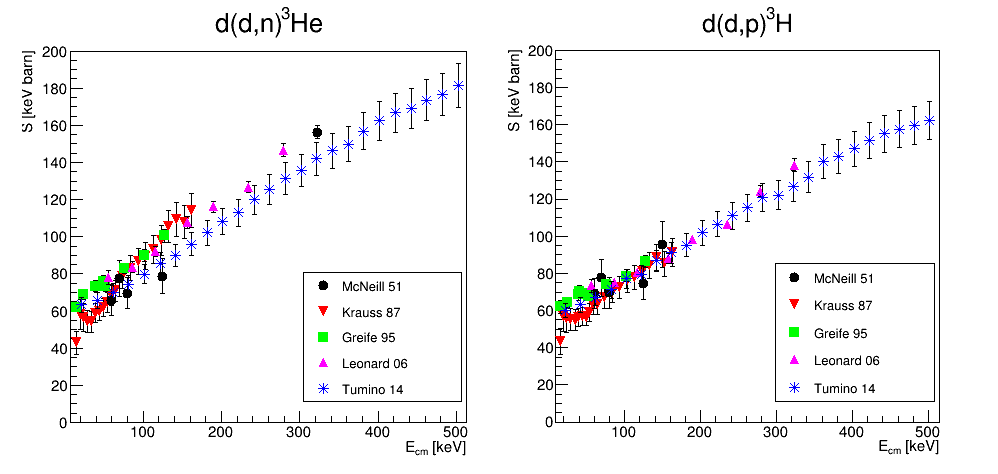 d(d,n)³He
S [keV barn]
200
180
160
140
120
100
80
60
40
20
0
McNeill 51
Krauss 87
Greife 95
Leonard 06
Tumino 14
100 200 300 400 500
E_cm [keV]
d(d,p)³H
S [keV barn]
200
180
160
140
120
100
80
60
40
20
0
McNeill 51
Krauss 87
Greife 95
Leonard 06
Tumino 14
100 200 300 400 500
E_cm [keV]